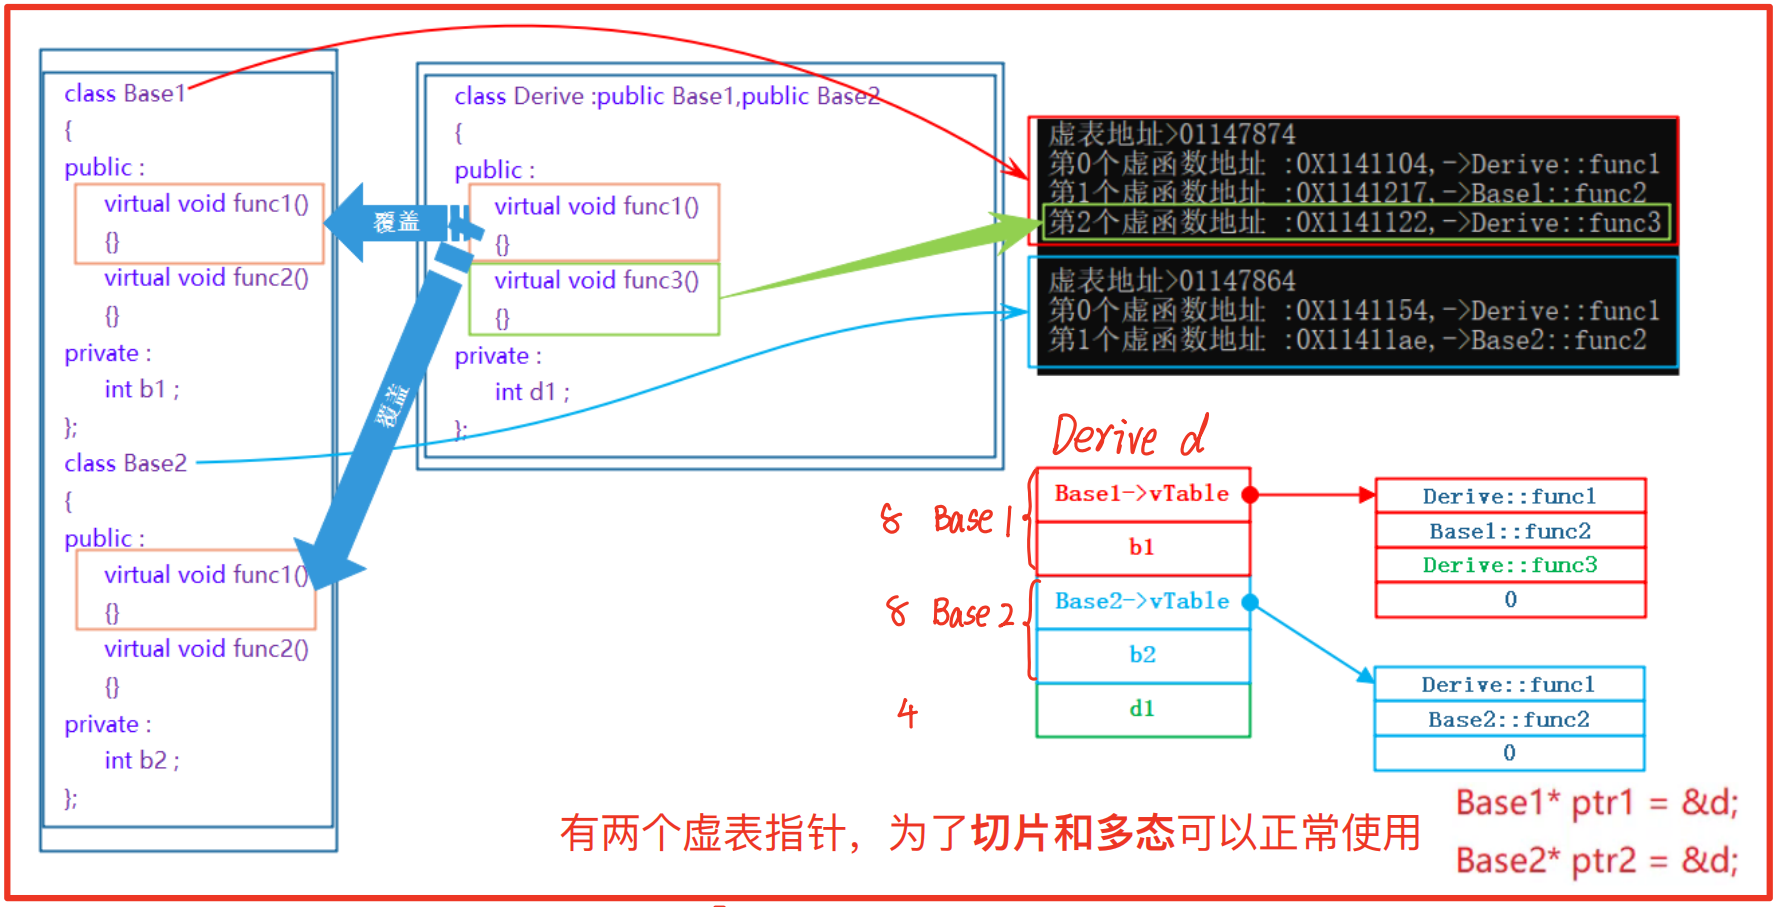 class Base1
{
public :
virtual void func1()
{}
virtual void func2()
{}
private :
int b1 ;
};
class Base2
{
public :
virtual void func1()
{}
virtual void func2()
{}
private :
int b2 ;
};
覆盖
覆盖
class Derive :public Base1,public Base2
{
public :
virtual void func1()
{}
virtual void func3()
{}
private :
int d1 ;
};
虚表地址>01147874
第0个虚函数地址 :0X1141104,->Derive::func1
第1个虚函数地址 :0X1141217,->Base1::func2
第2个虚函数地址 :0X1141122,->Derive::func3
虚表地址>01147864
第0个虚函数地址 :0X1141154,->Derive::func1
第1个虚函数地址 :0X11411ae,->Base2::func2
Derive d
8 Base1
Base1->vTable
b1
8 Base2
Base2->vTable
b2
4
d1
Derive::func1
Base1::func2
Derive::func3
0
Derive::func1
Base2::func2
0
有两个虚表指针，为了切片和多态可以正常使用
Base1* ptr1 = &d;
Base2* ptr2 = &d;